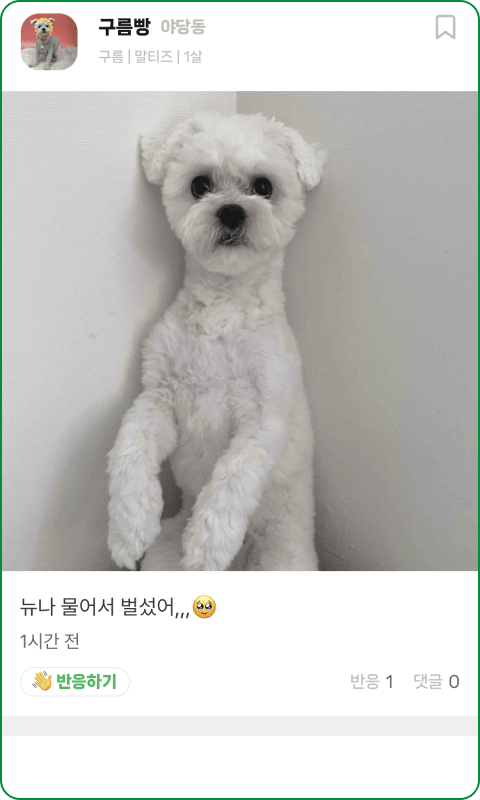 구름빵 야당동
구름 | 말티즈 | 1살
뉴나 물어서 벌섰어,,,🥺
1시간 전
👋 반응하기
반응 1 댓글 0